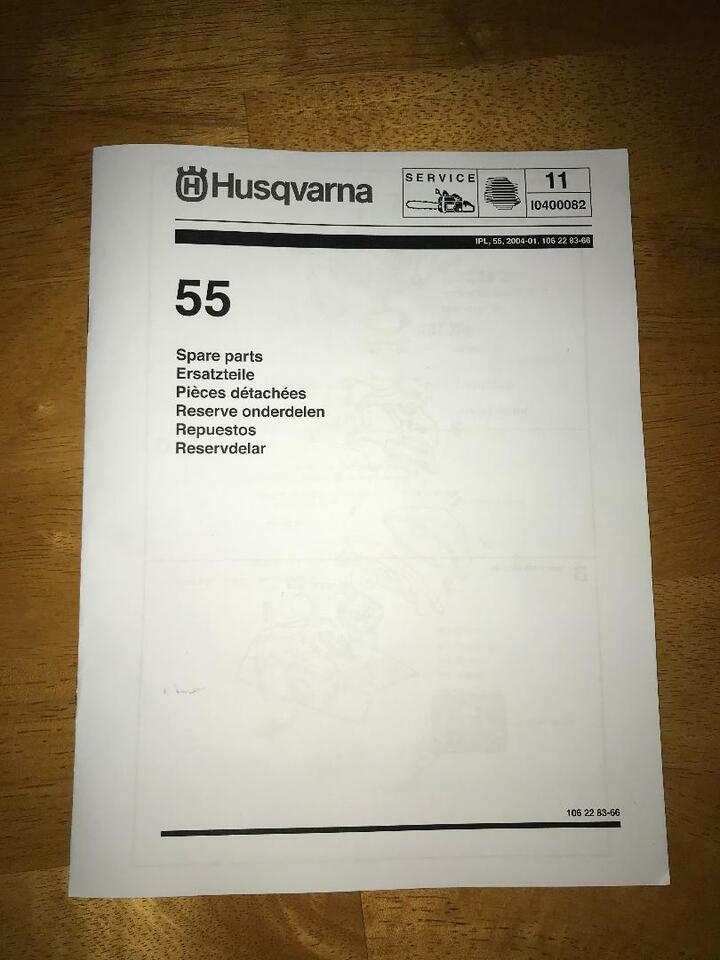 Husqvarna
SERVICE
11
I0400082
IPL, 55, 2004-01, 106 22 83-66
55
Spare parts
Ersatzteile
Pièces détachées
Reserve onderdelen
Repuestos
Reservdelar
106 22 83-66